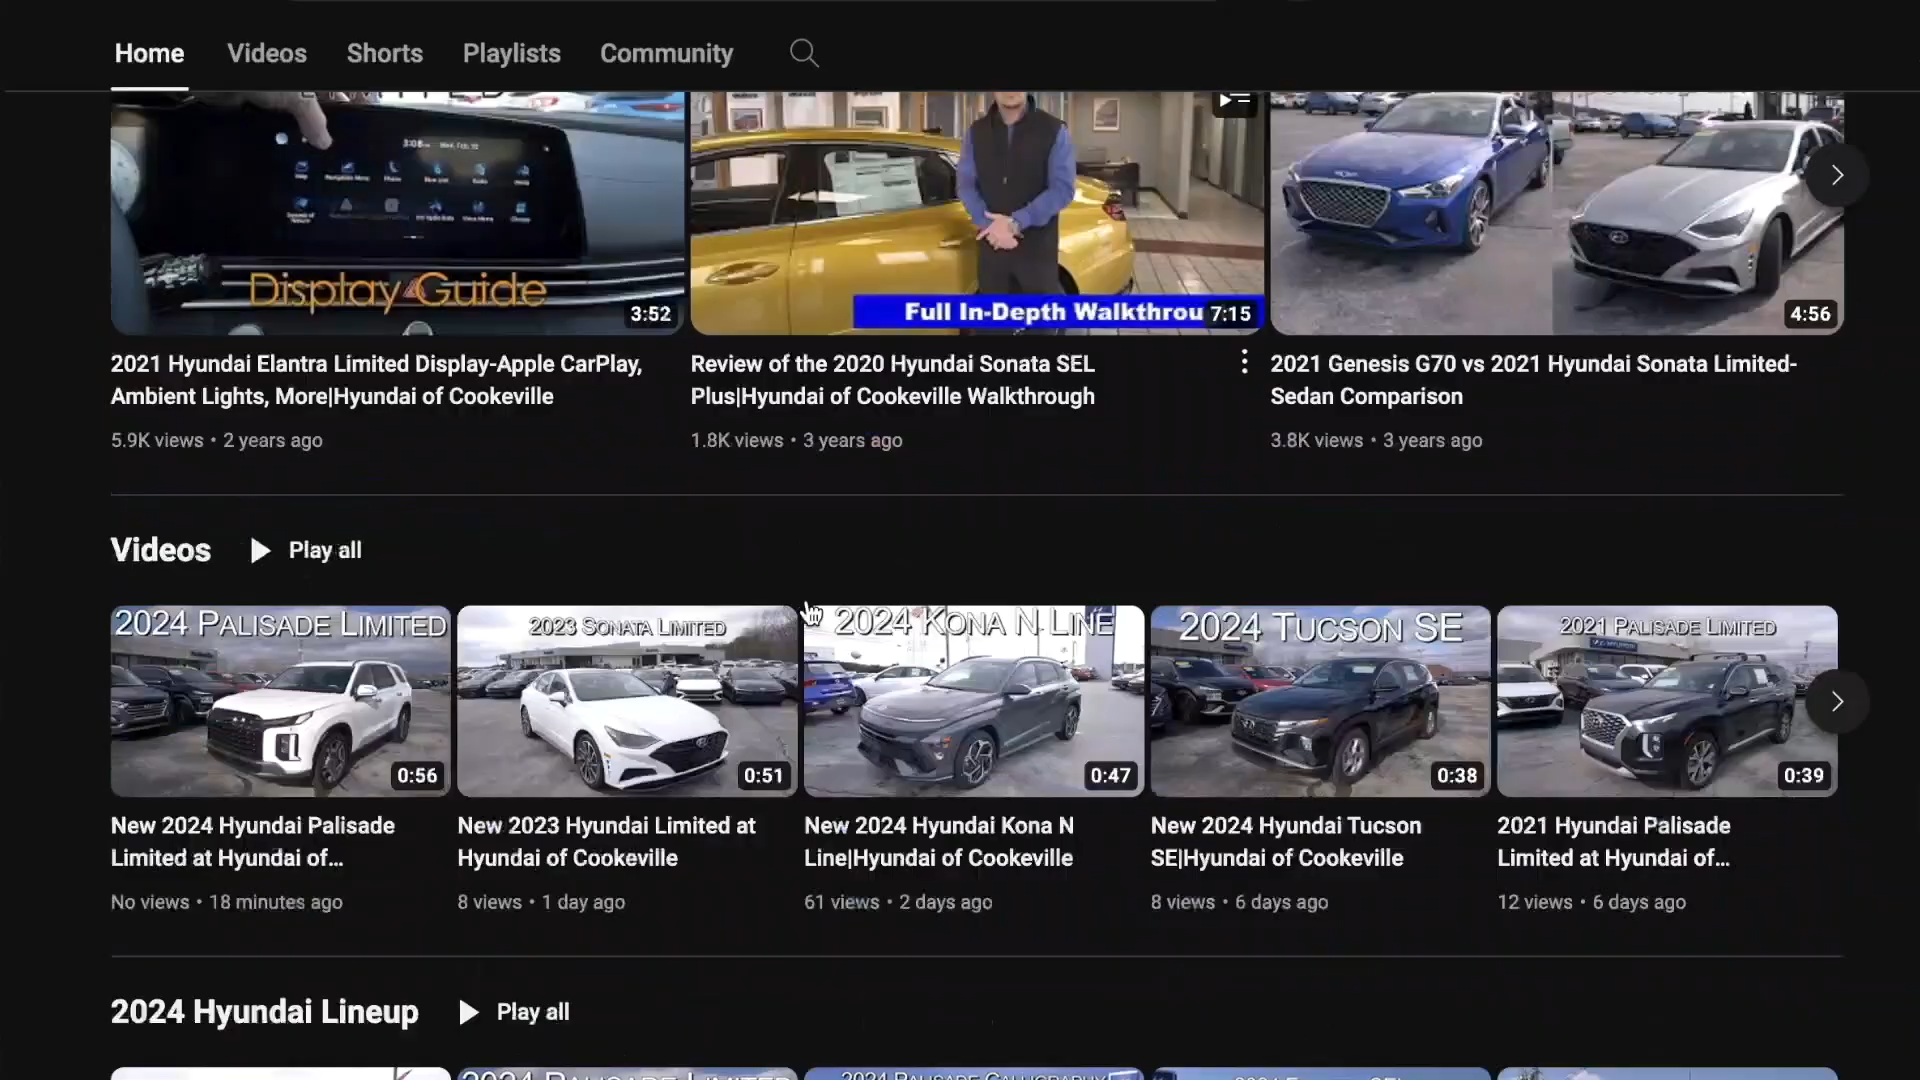 Home
Videos
Shorts
Playlists
Community
Display Guide
3:52
Full In-Depth Walkthrou
7:15
4:56
2021 Hyundai Elantra Limited Display-Apple CarPlay,
Ambient Lights, More|Hyundai of Cookeville
5.9K views • 2 years ago
Review of the 2020 Hyundai Sonata SEL
Plus|Hyundai of Cookeville Walkthrough
1.8K views • 3 years ago
2021 Genesis G70 vs 2021 Hyundai Sonata Limited-
Sedan Comparison
3.8K views • 3 years ago
Videos
Play all
2024 PALISADE LIMITED
0:56
2023 SONATA LIMITED
0:51
2024 KONA N LINE
0:47
2024 TUCSON SE
0:38
2021 PALISADE LIMITED
0:39
New 2024 Hyundai Palisade
Limited at Hyundai of...
No views • 18 minutes ago
New 2023 Hyundai Limited at
Hyundai of Cookeville
8 views • 1 day ago
New 2024 Hyundai Kona N
Line|Hyundai of Cookeville
61 views • 2 days ago
New 2024 Hyundai Tucson
SE|Hyundai of Cookeville
8 views • 6 days ago
2021 Hyundai Palisade
Limited at Hyundai of...
12 views • 6 days ago
2024 Hyundai Lineup
Play all
2024 PALISADE LIMITED
2024 PALISADE CALLIGRAPHY